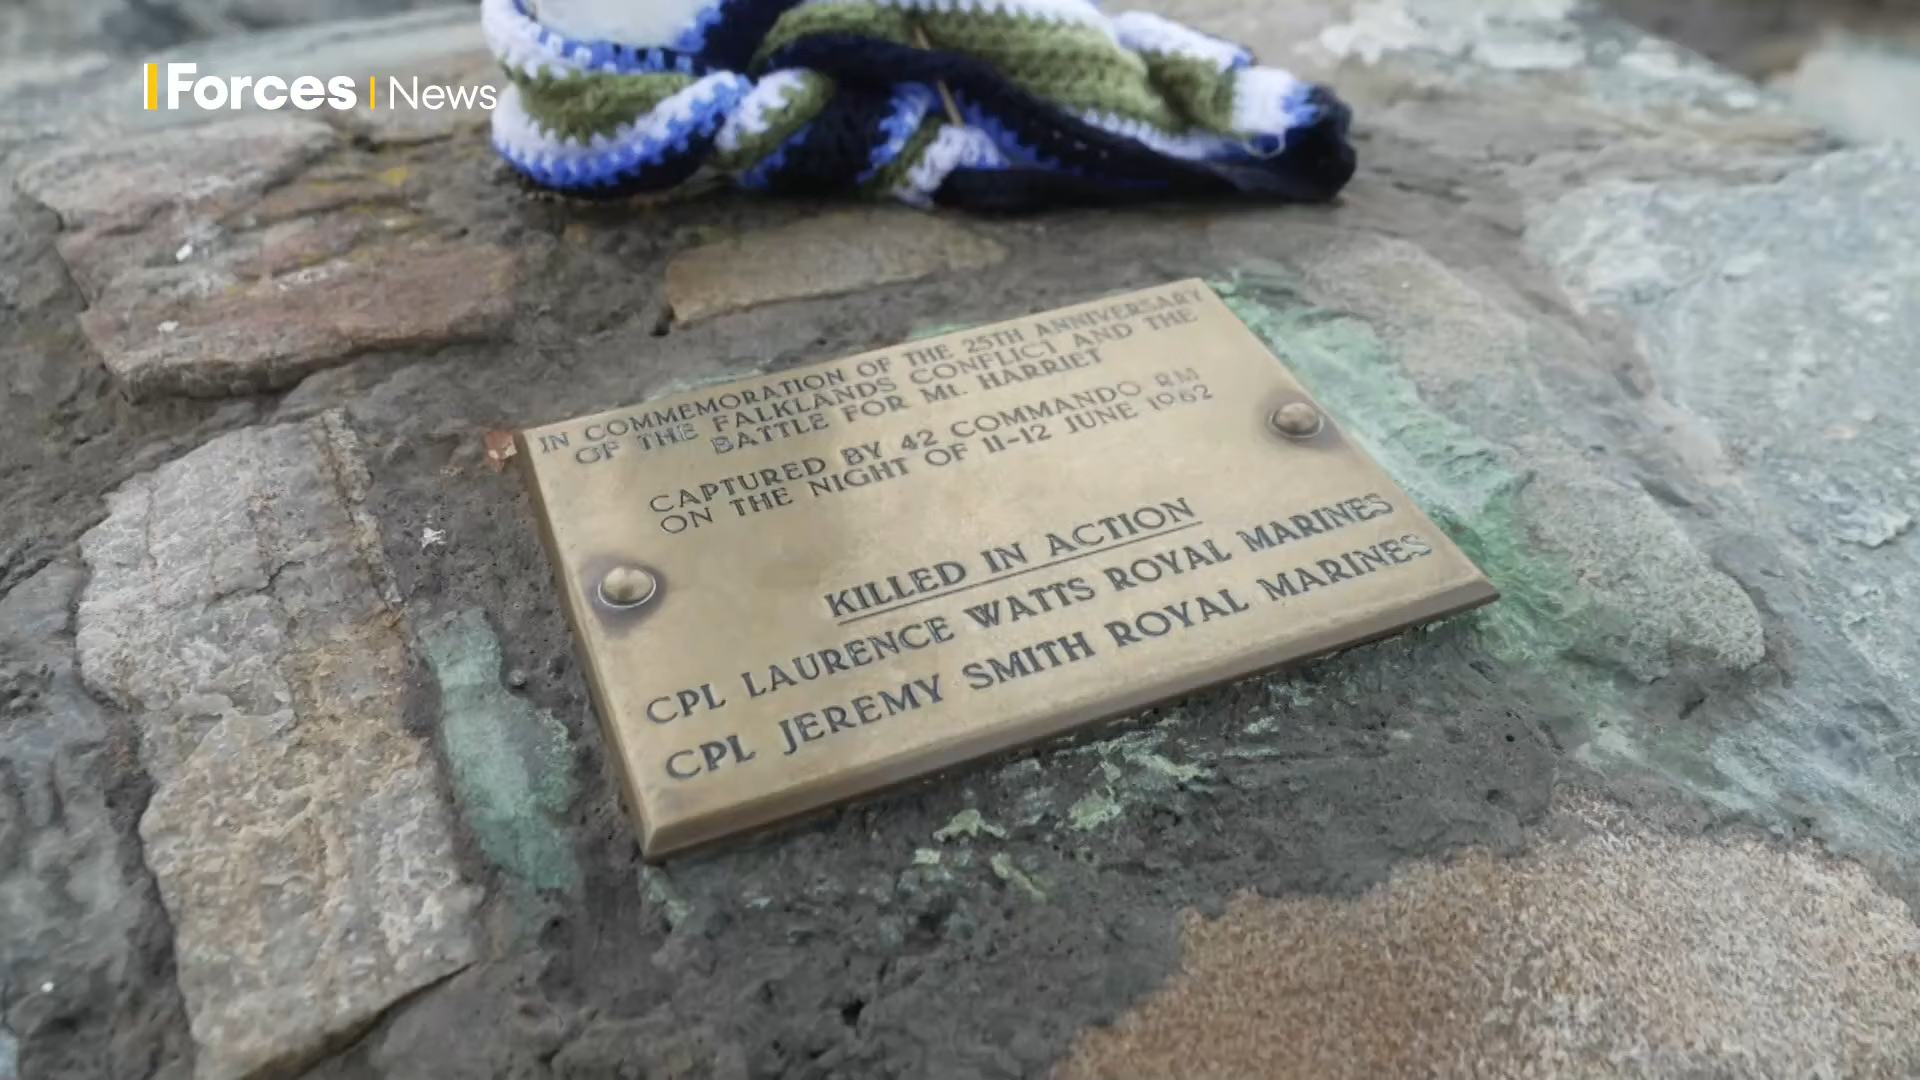 Forces News
IN COMMEMORATION OF THE 25TH ANNIVERSARY
OF THE FALKLANDS CONFLICT AND THE
BATTLE FOR Mt. HARRIET
CAPTURED BY 42 COMMANDO RM
ON THE NIGHT OF 11-12 JUNE 1982
KILLED IN ACTION
CPL LAURENCE WATTS ROYAL MARINES
CPL JEREMY SMITH ROYAL MARINES